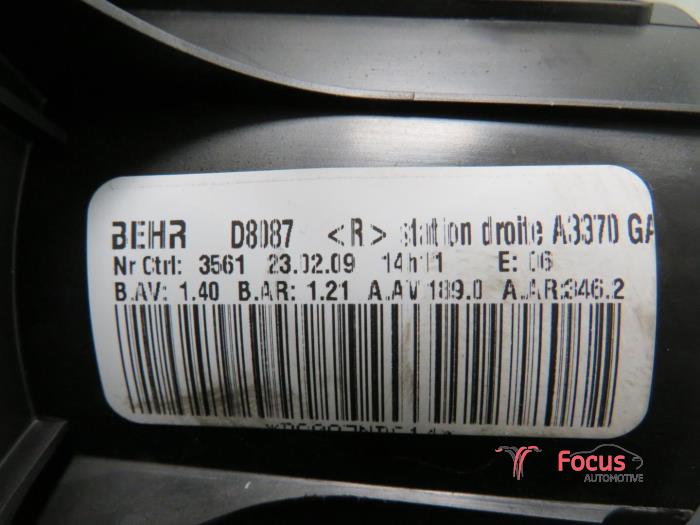 BEHR D8087 <R> station droite A3370 GA
Nr Ctrl: 3561 23.02.09 14h11 E: 06
B.AV: 1.40 B.AR: 1.21 A.AV 189.0 A.AR:346.2
Focus
AUTOMOTIVE